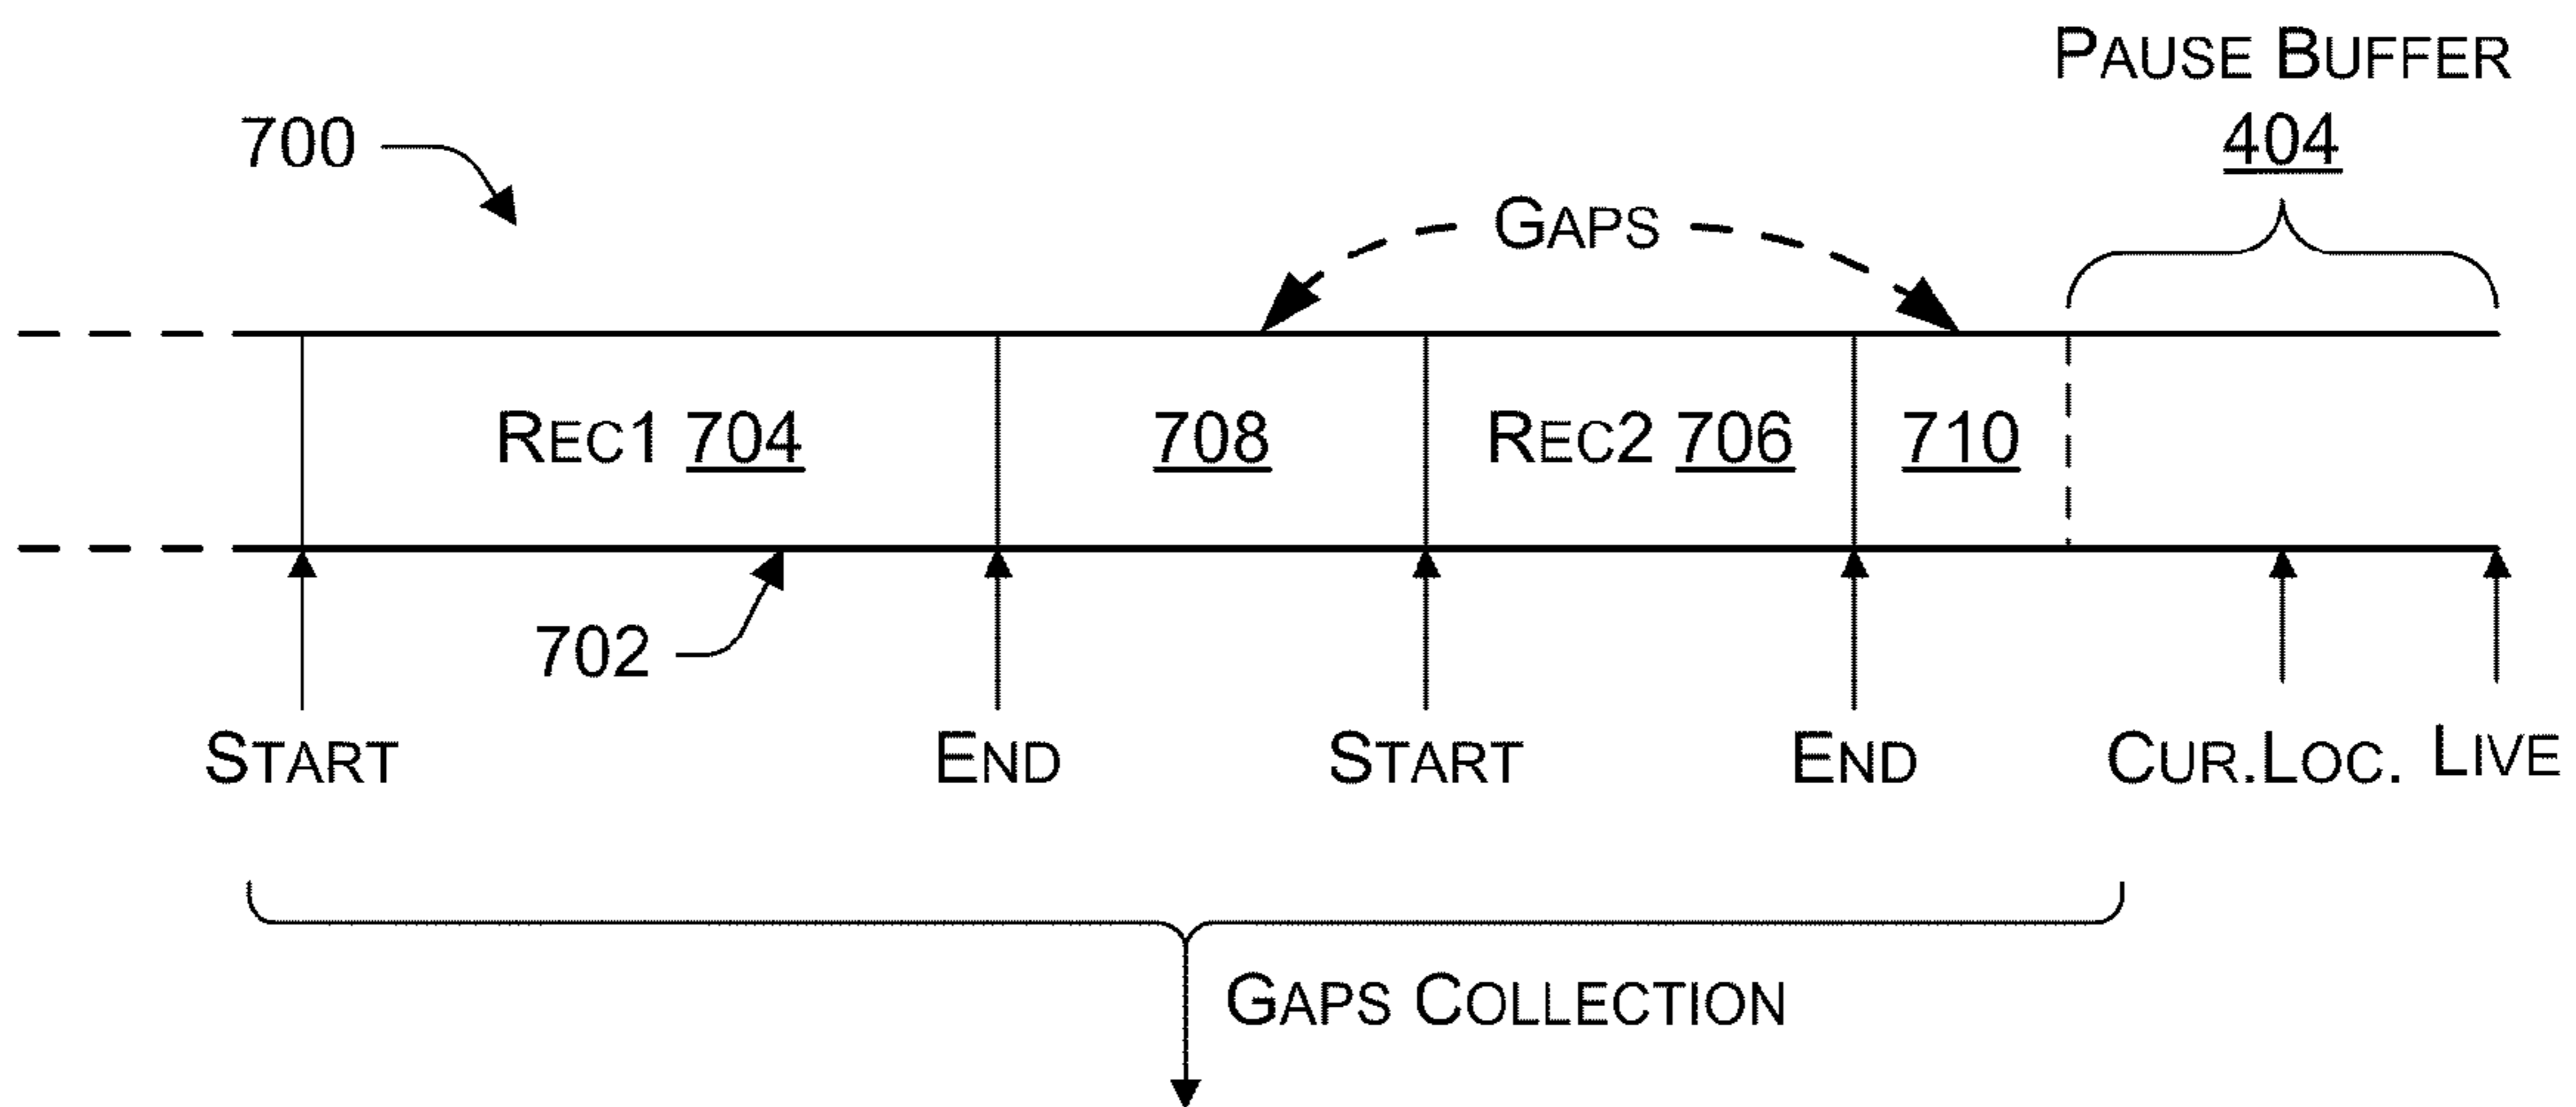 PAUSE BUFFER
404
700
GAPS
REC1 704
708
REC2 706
710
702
START
END
START
END
CUR.LOC.
LIVE
GAPS COLLECTION